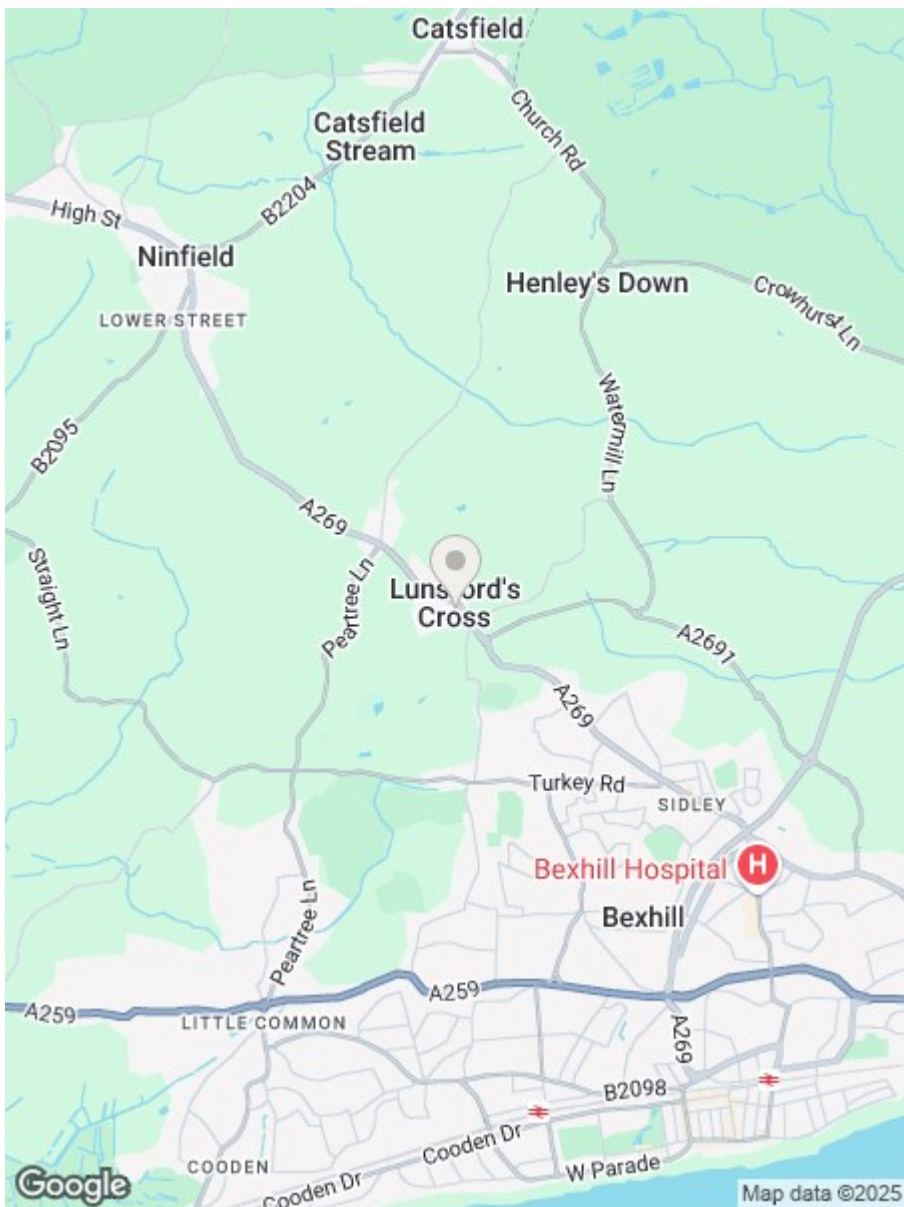 Catsfield
Catsfield
Stream
Church Rd
B2204
High St
Ninfield
Henley's Down
Crowhurst Ln
LOWER STREET
Watermill Ln
B2095
A269
Straight Ln
Peartree Ln
Lunsford's
Cross
A2691
A269
Turkey Rd
SIDLEY
Bexhill Hospital
H
Bexhill
Peartree Ln
A259
A259
LITTLE COMMON
A269
B2098
Cooden Dr
COODEN
Cooden Dr
W Parade
Google
Map data ©2025